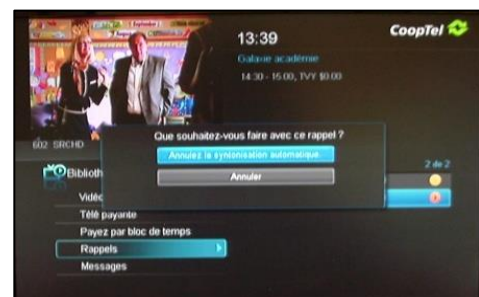 13:39
CoopTel
Galaxie académie
14:30 - 15:00, TVY $0.00
602 SRCHD
Que souhaitez-vous faire avec ce rappel ?
Annulez la syntonisation automatique
Annuler
2 de 2
Biblioth
Vidéo
Télé payante
Payez par bloc de temps
Rappels
Messages